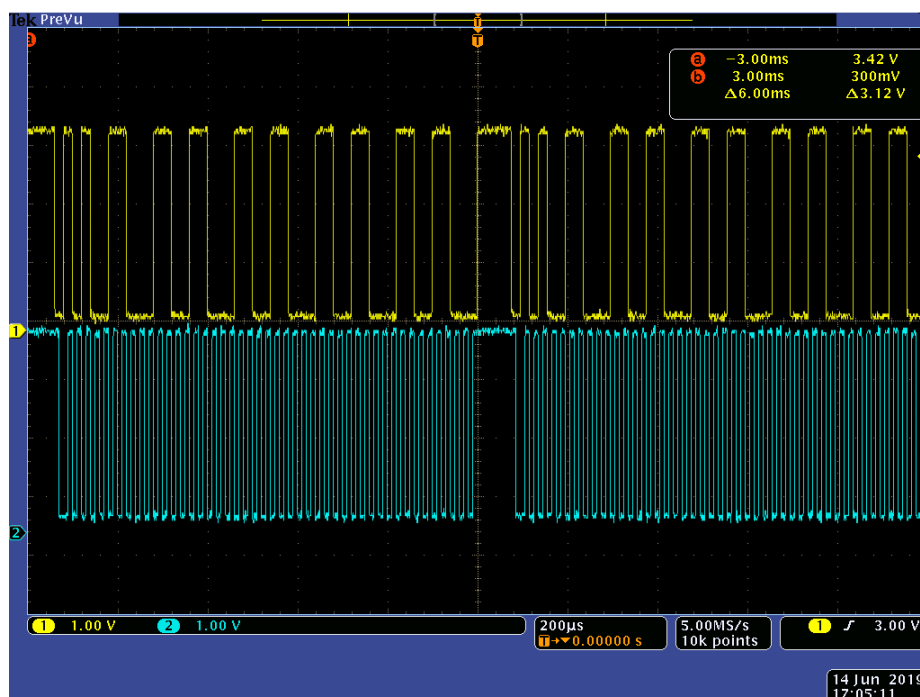 Tek PreVu
T
a
T
a -3.00ms 3.42 V
b 3.00ms 300mV
Δ6.00ms Δ3.12 V
1
2
1 1.00 V 2 1.00 V
200µs
T→▼0.00000 s
5.00MS/s
10k points
1 ƒ 3.00 V
14 Jun 2019
17:05:11